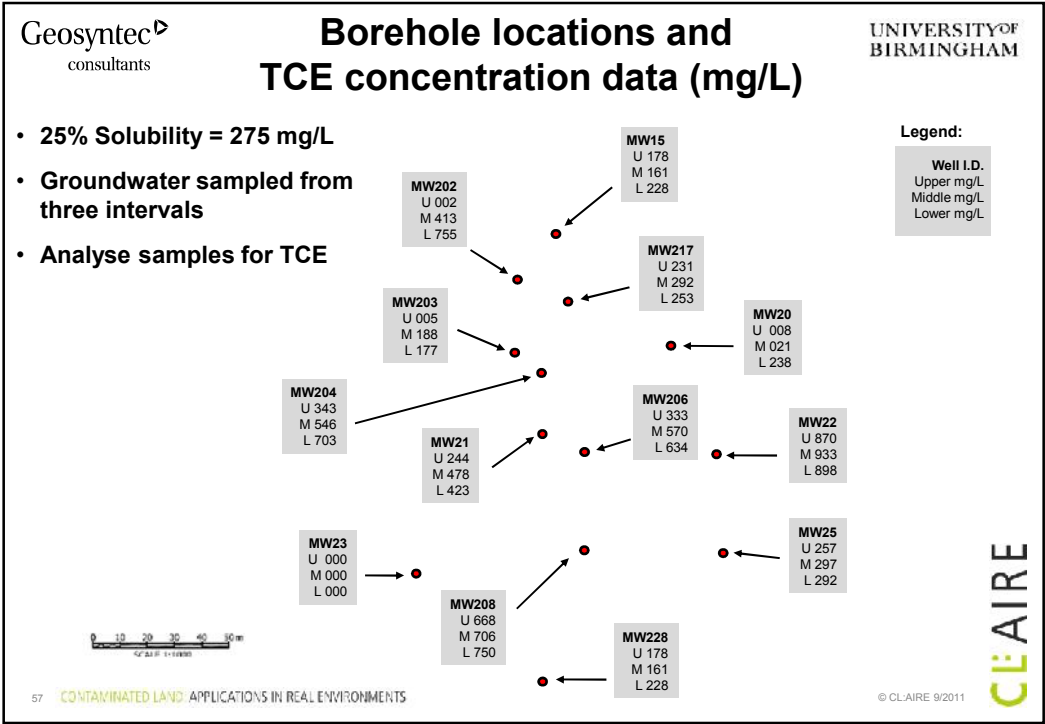 Geosyntec
consultants
Borehole locations and
TCE concentration data (mg/L)
UNIVERSITY OF
BIRMINGHAM
• 25% Solubility = 275 mg/L
• Groundwater sampled from
three intervals
• Analyse samples for TCE
Legend:
Well I.D.
Upper mg/L
Middle mg/L
Lower mg/L
MW15
U 178
M 161
L 228
MW202
U 002
M 413
L 755
MW217
U 231
M 292
L 253
MW203
U 005
M 188
L 177
MW20
U 008
M 021
L 238
MW204
U 343
M 546
L 703
MW206
U 333
M 570
L 634
MW22
U 870
M 933
L 898
MW21
U 244
M 478
L 423
MW23
U 000
M 000
L 000
MW25
U 257
M 297
L 292
MW208
U 668
M 706
L 750
MW228
U 178
M 161
L 228
0 10 20 30 40 50 m
SCALE 1:1000
57 CONTAMINATED LAND: APPLICATIONS IN REAL ENVIRONMENTS
© CL:AIRE 9/2011
CL:AIRE